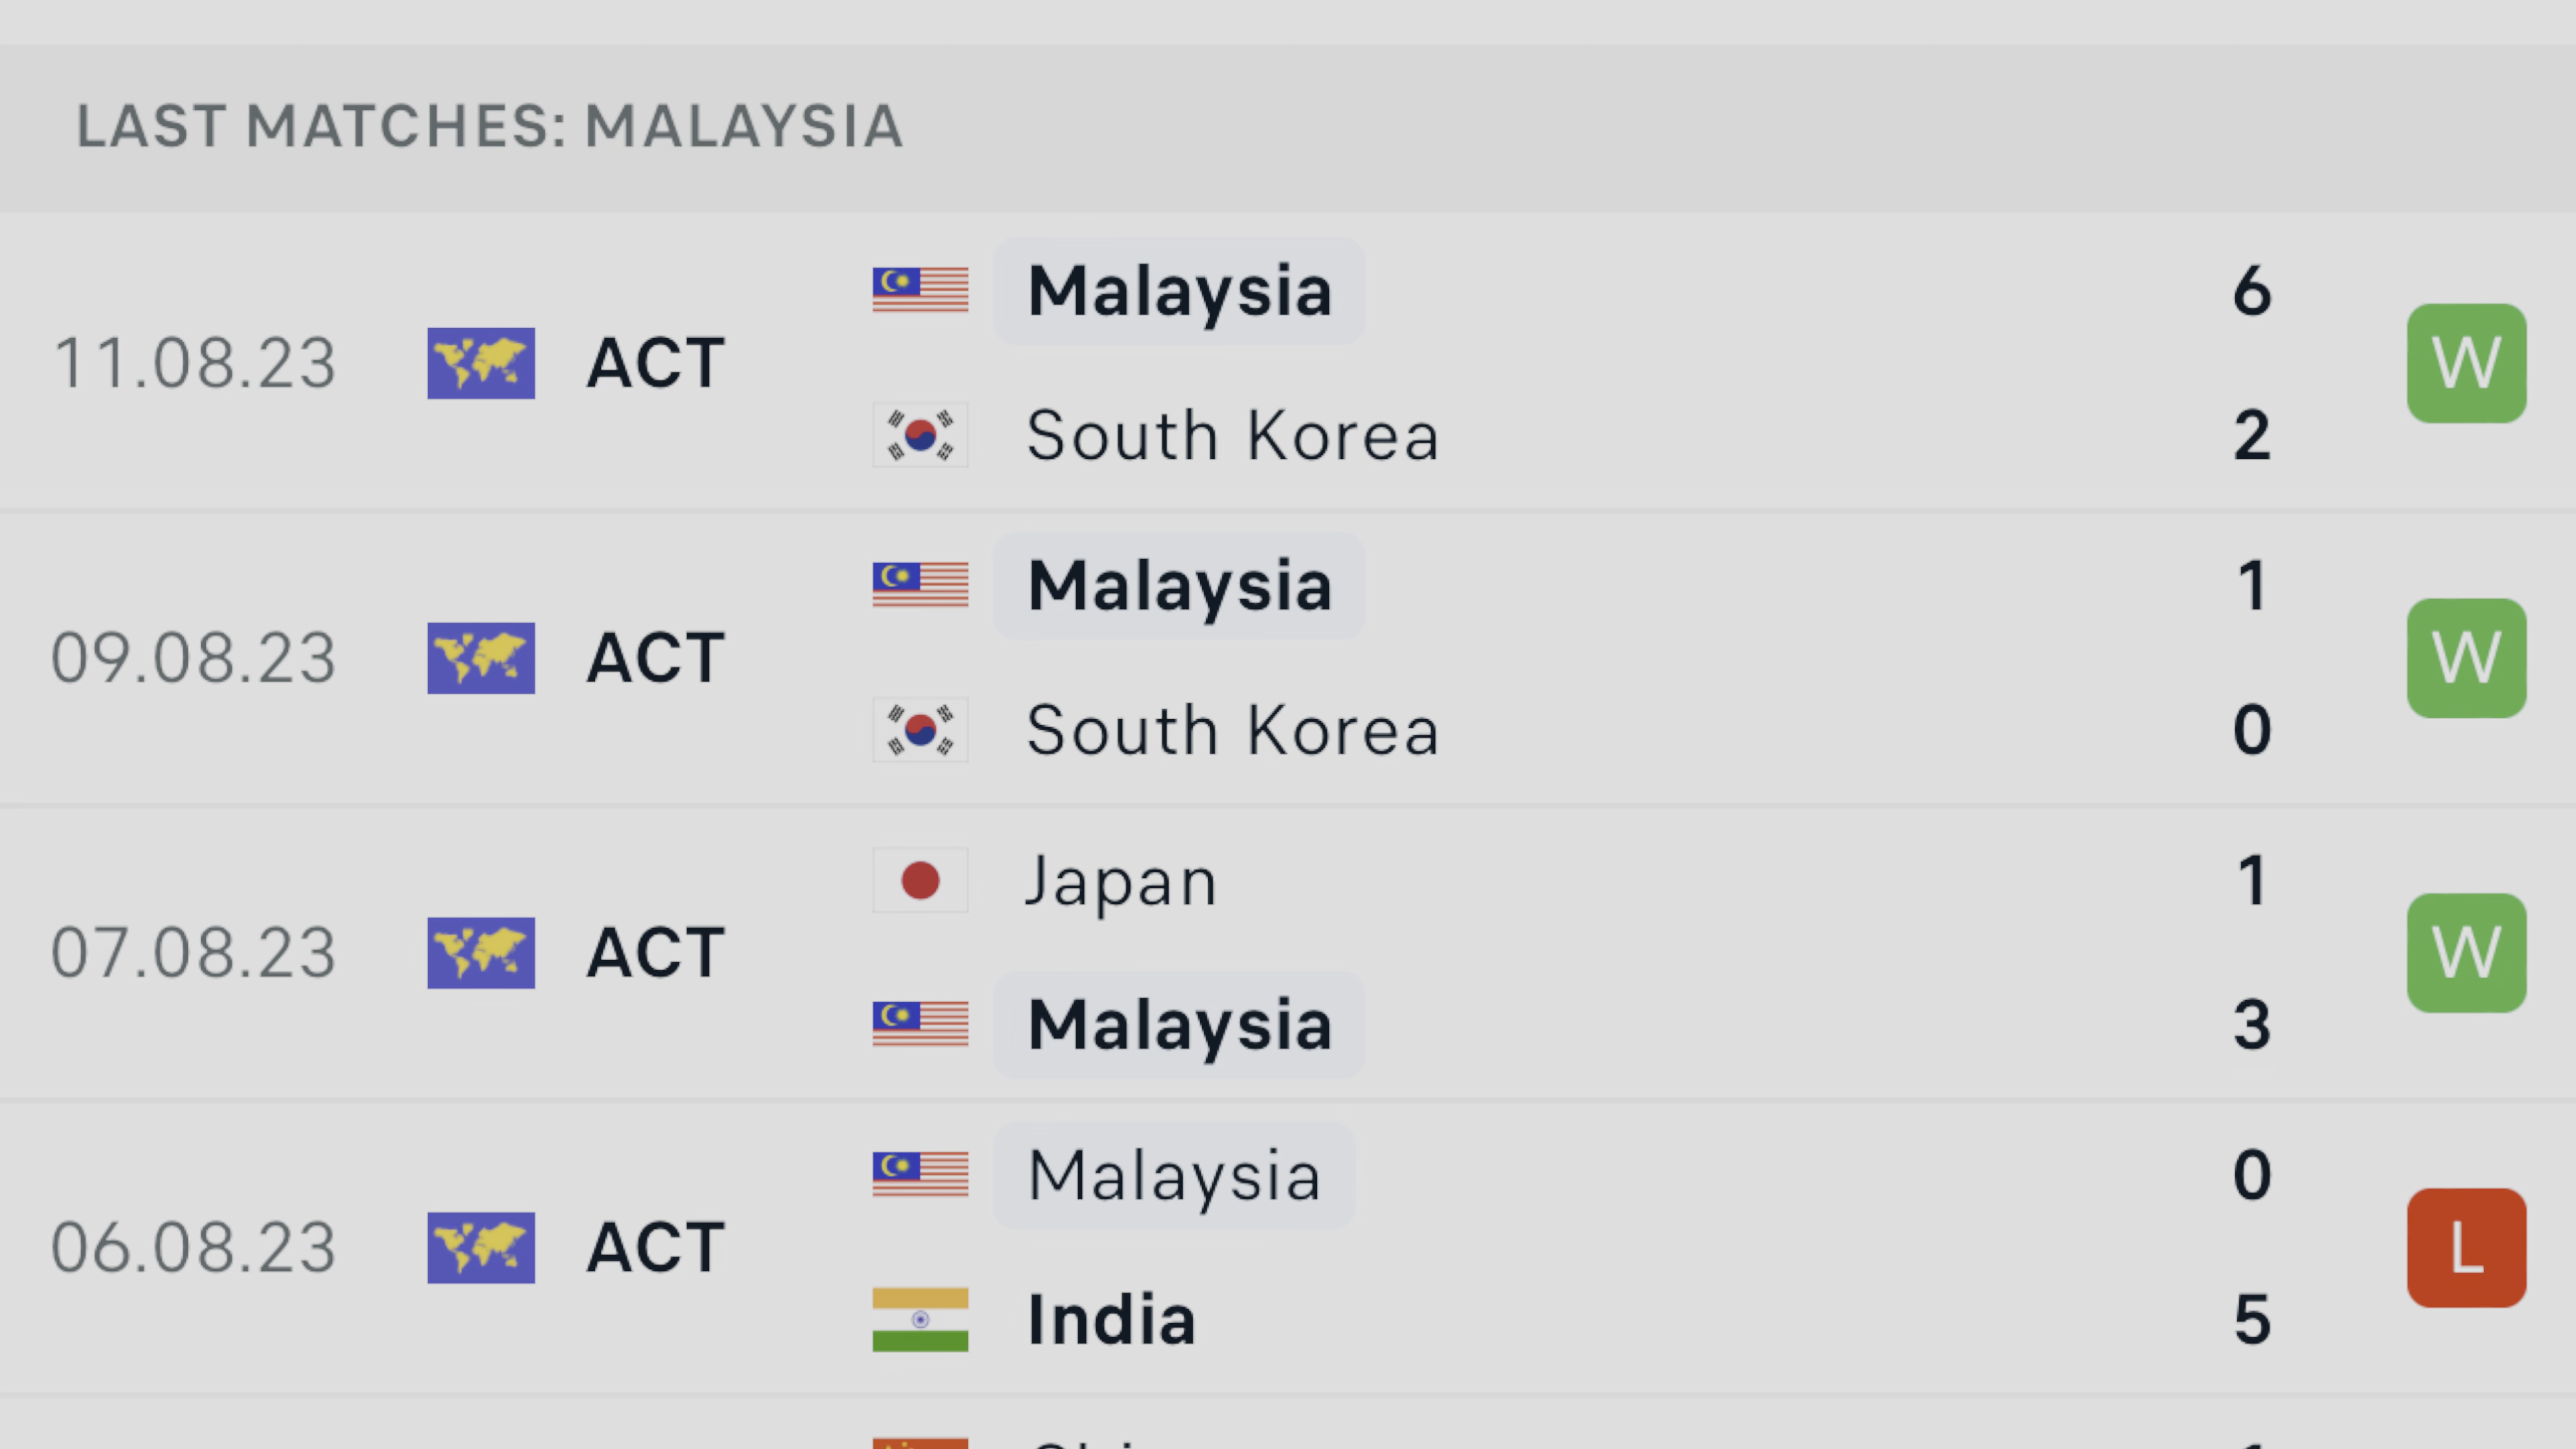 LAST MATCHES: MALAYSIA
11.08.23 ACT Malaysia 6 W
South Korea 2
09.08.23 ACT Malaysia 1 W
South Korea 0
07.08.23 ACT Japan 1 W
Malaysia 3
06.08.23 ACT Malaysia 0 L
India 5